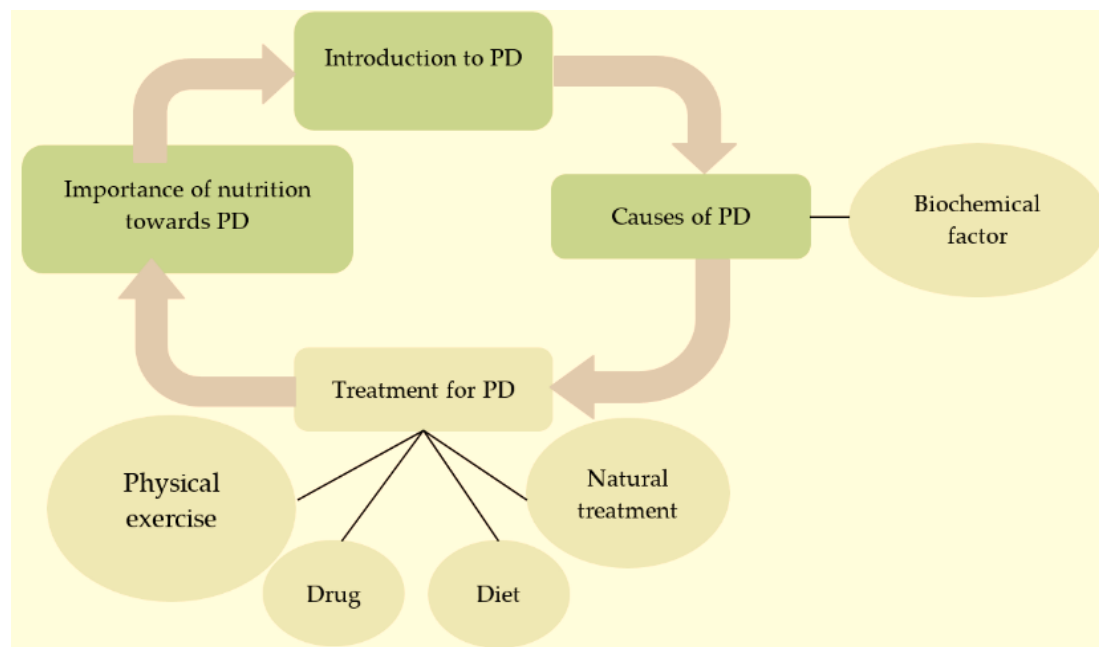 Introduction to PD
Importance of nutrition
towards PD
Causes of PD
Biochemical
factor
Treatment for PD
Physical
exercise
Natural
treatment
Drug
Diet